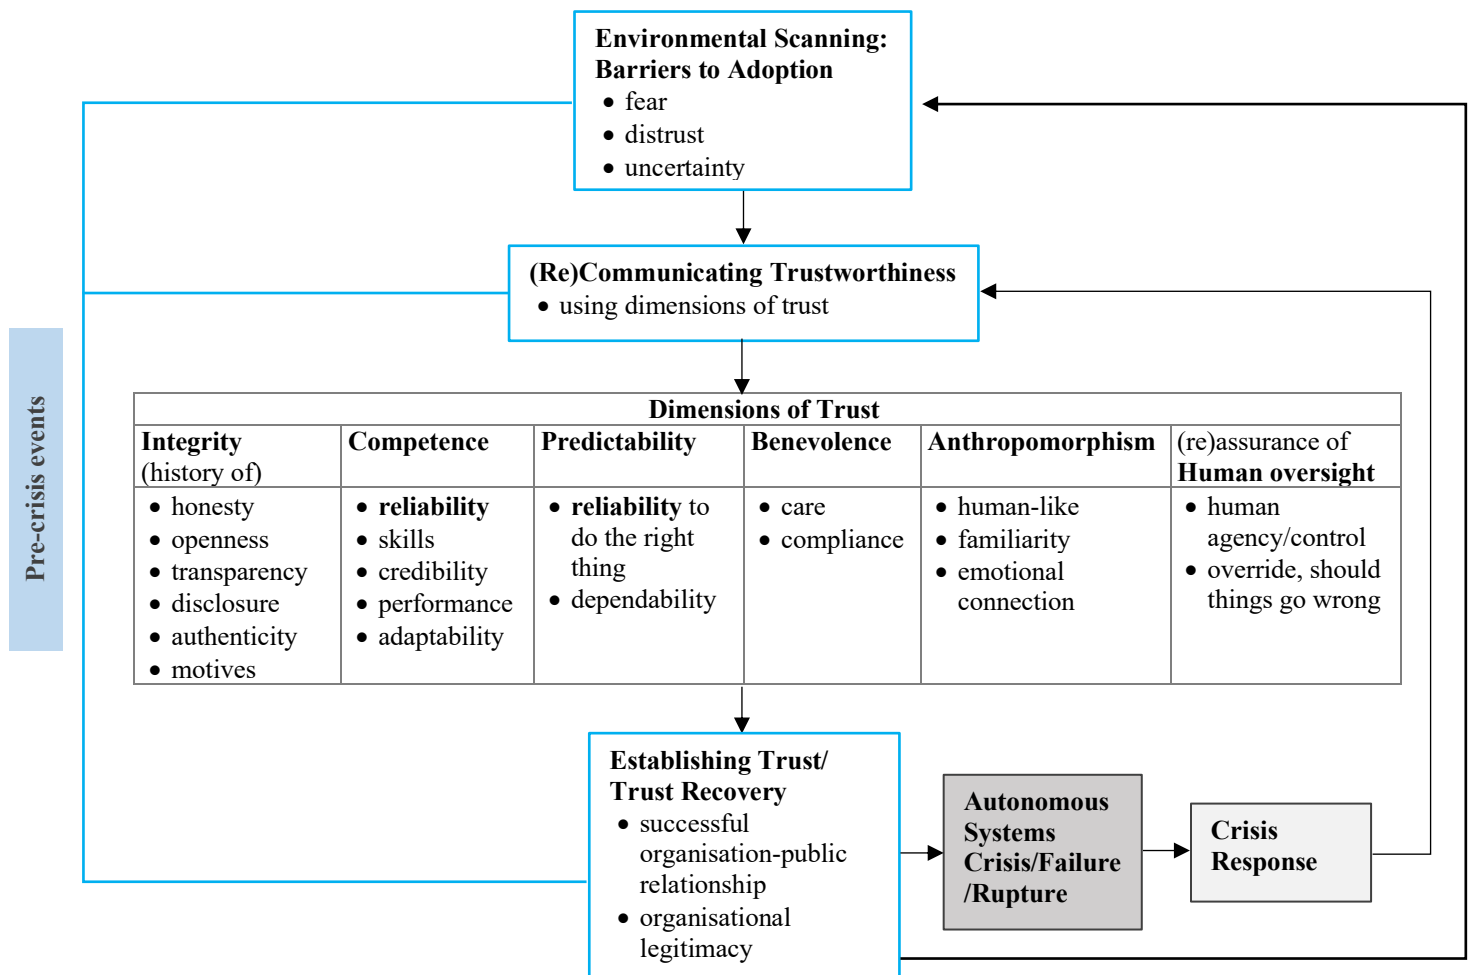 Environmental Scanning:
Barriers to Adoption
• fear
• distrust
• uncertainty
(Re)Communicating Trustworthiness
• using dimensions of trust
Pre-crisis events
Dimensions of Trust
Integrity
(history of)
• honesty
• openness
• transparency
• disclosure
• authenticity
• motives
Competence
• reliability
• skills
• credibility
• performance
• adaptability
Predictability
• reliability to
do the right
thing
• dependability
Benevolence
• care
• compliance
Anthropomorphism
• human-like
• familiarity
• emotional
connection
(re)assurance of
Human oversight
• human
agency/control
• override, should
things go wrong
Establishing Trust/
Trust Recovery
• successful
organisation-public
relationship
• organisational
legitimacy
Autonomous
Systems
Crisis/Failure
/Rupture
Crisis
Response